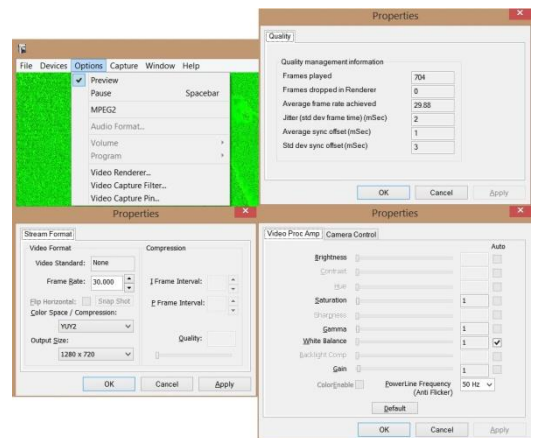 File Devices Options Capture Window Help
Preview
Pause Spacebar
MPEG2
Audio Format...
Volume
Program
Video Renderer...
Video Capture Filter...
Video Capture Pin...
Properties
Quality
Quality management information
Frames played 704
Frames dropped in Renderer 0
Average frame rate achieved 29.88
Jitter (std dev frame time) (mSec) 2
Average sync offset (mSec) 1
Std dev sync offset (mSec) 3
OK Cancel Apply
Properties
Stream Format
Video Format Compression
Video Standard: None
Frame Rate: 30.000 I Frame Interval:
Flip Horizontal: Snap Shot P Frame Interval:
Color Space / Compression:
YUY2
Output Size: Quality:
1280 x 720
OK Cancel Apply
Properties
Video Proc Amp Camera Control
Auto
Brightness
Contrast
Hue
Saturation 1
Sharpness
Gamma 1
White Balance 1
Backlight Comp
Gain 1
ColorEnable PowerLine Frequency 50 Hz
(Anti Flicker)
Default
OK Cancel Apply